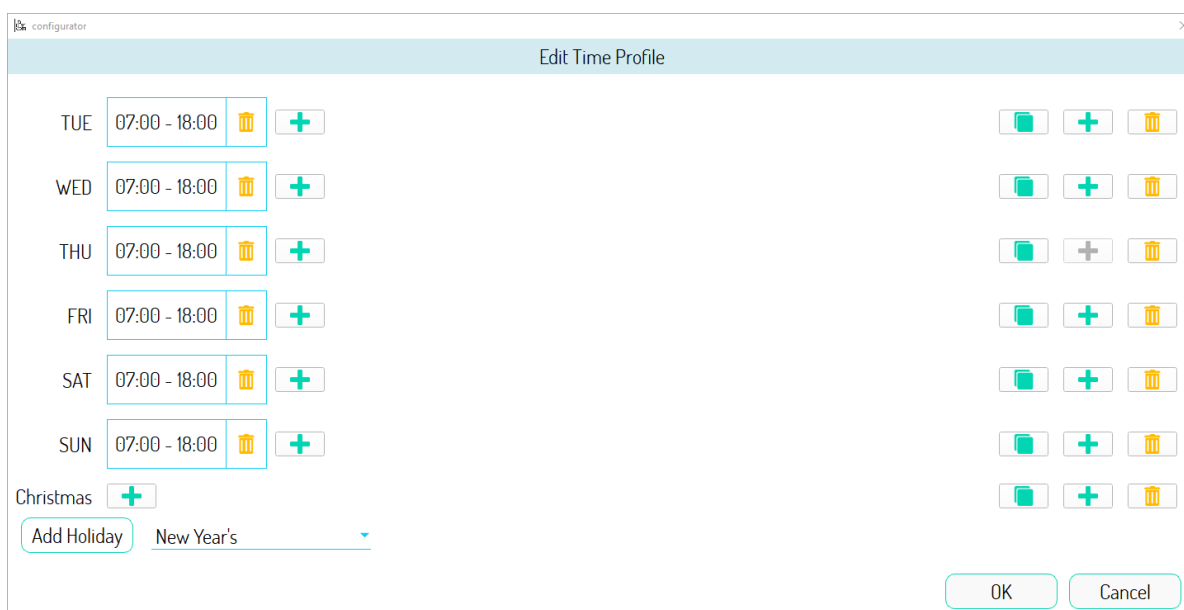 configurator
Edit Time Profile
TUE 07:00 - 18:00
WED 07:00 - 18:00
THU 07:00 - 18:00
FRI 07:00 - 18:00
SAT 07:00 - 18:00
SUN 07:00 - 18:00
Christmas
Add Holiday New Year's
OK Cancel